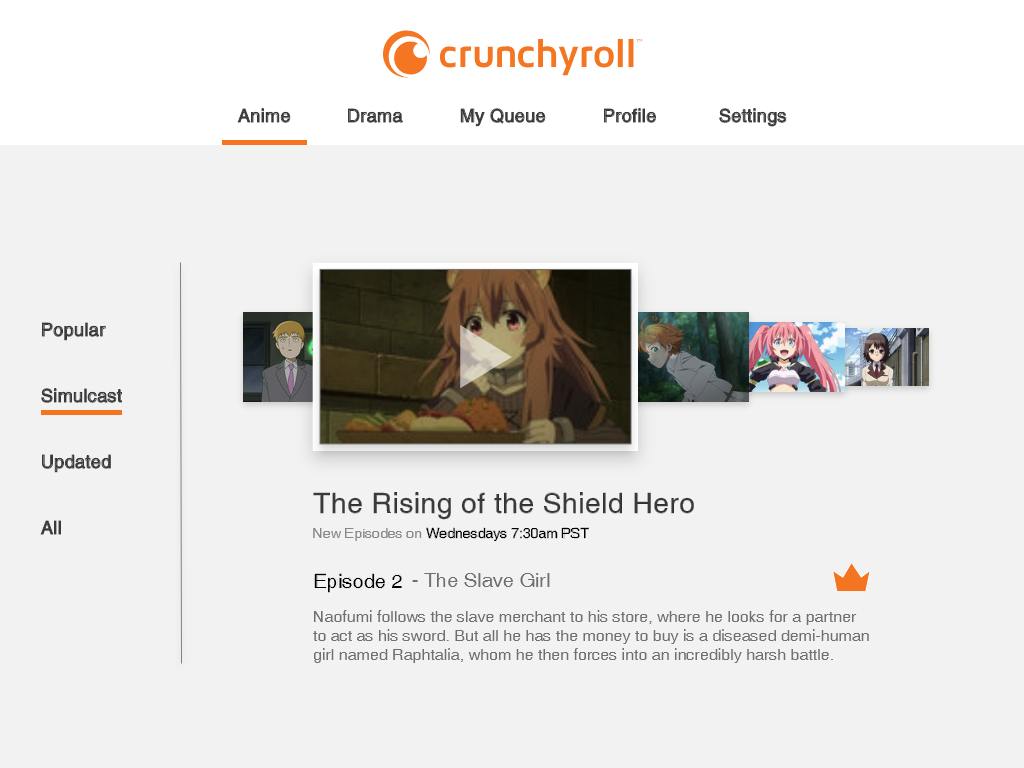 crunchyroll™
Anime Drama My Queue Profile Settings
Popular
Simulcast
Updated
All
The Rising of the Shield Hero
New Episodes on Wednesdays 7:30am PST
Episode 2 - The Slave Girl
Naofumi follows the slave merchant to his store, where he looks for a partner
to act as his sword. But all he has the money to buy is a diseased demi-human
girl named Raphtalia, whom he then forces into an incredibly harsh battle.